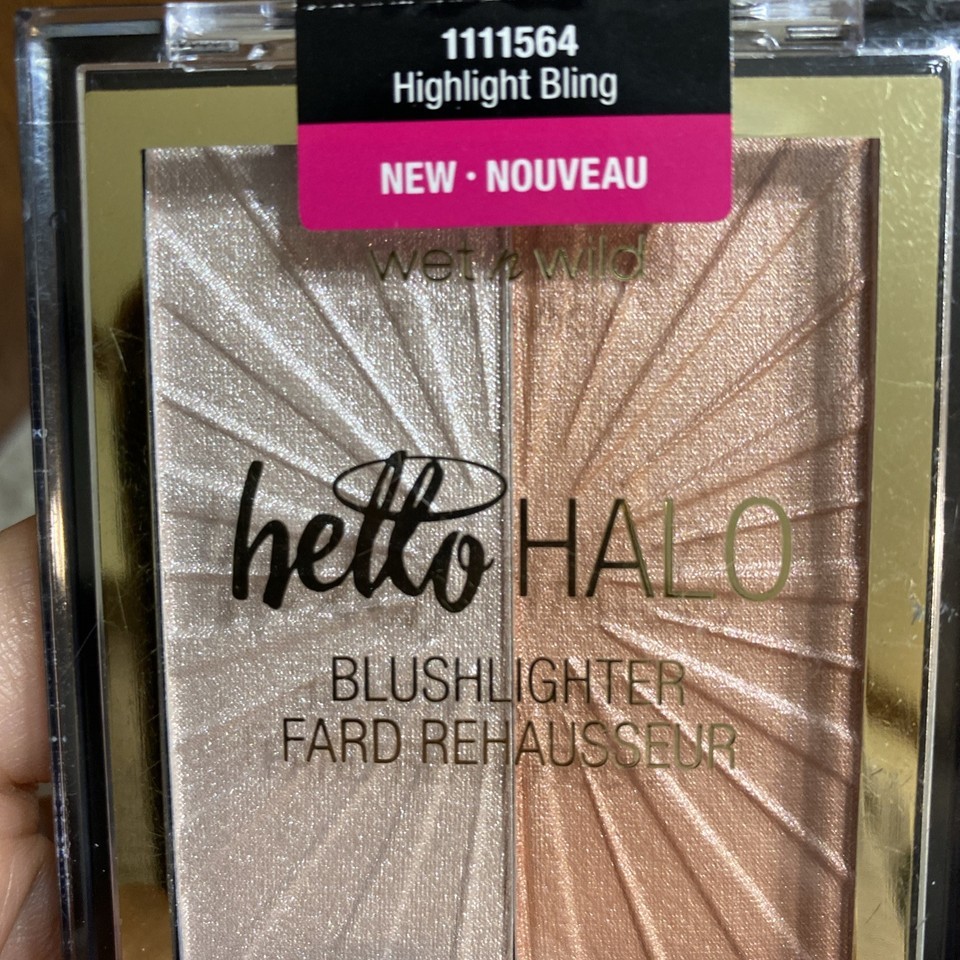 1111564
Highlight Bling
NEW • NOUVEAU
wet n wild
hello HALO
BLUSHLIGHTER
FARD REHAUSSEUR